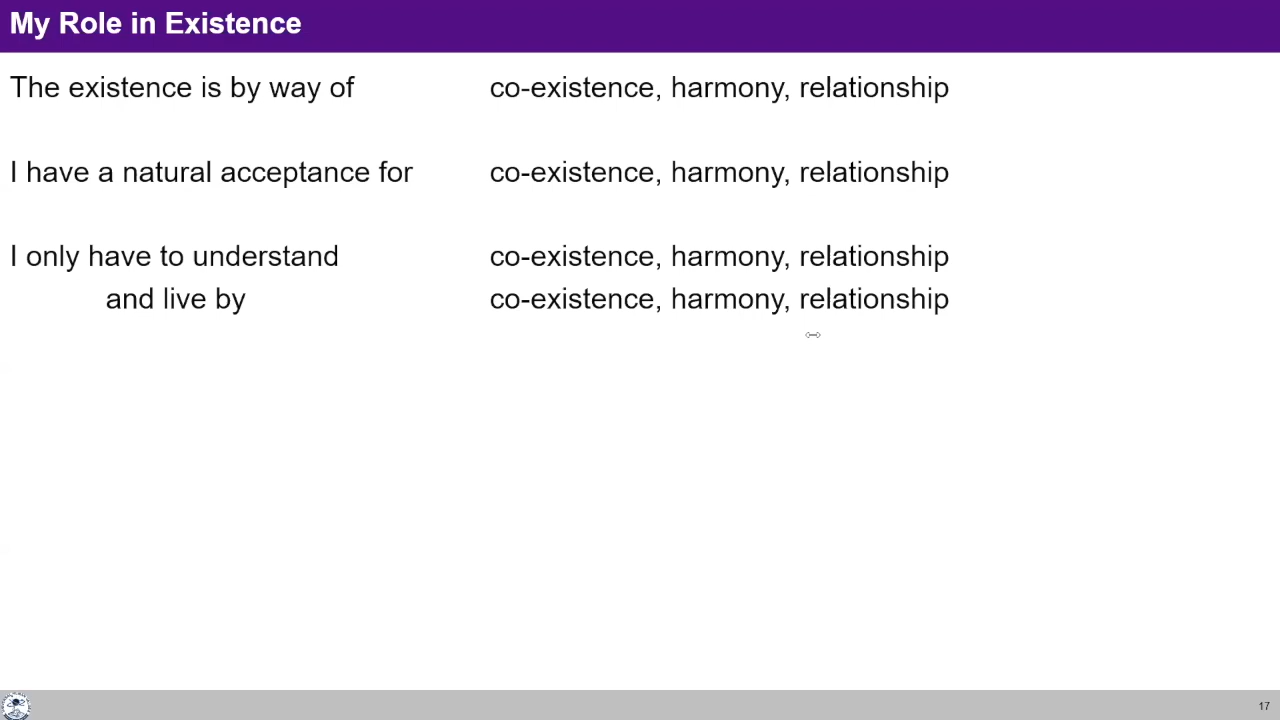 My Role in Existence
The existence is by way of co-existence, harmony, relationship
I have a natural acceptance for co-existence, harmony, relationship
I only have to understand co-existence, harmony, relationship
and live by co-existence, harmony, relationship
17